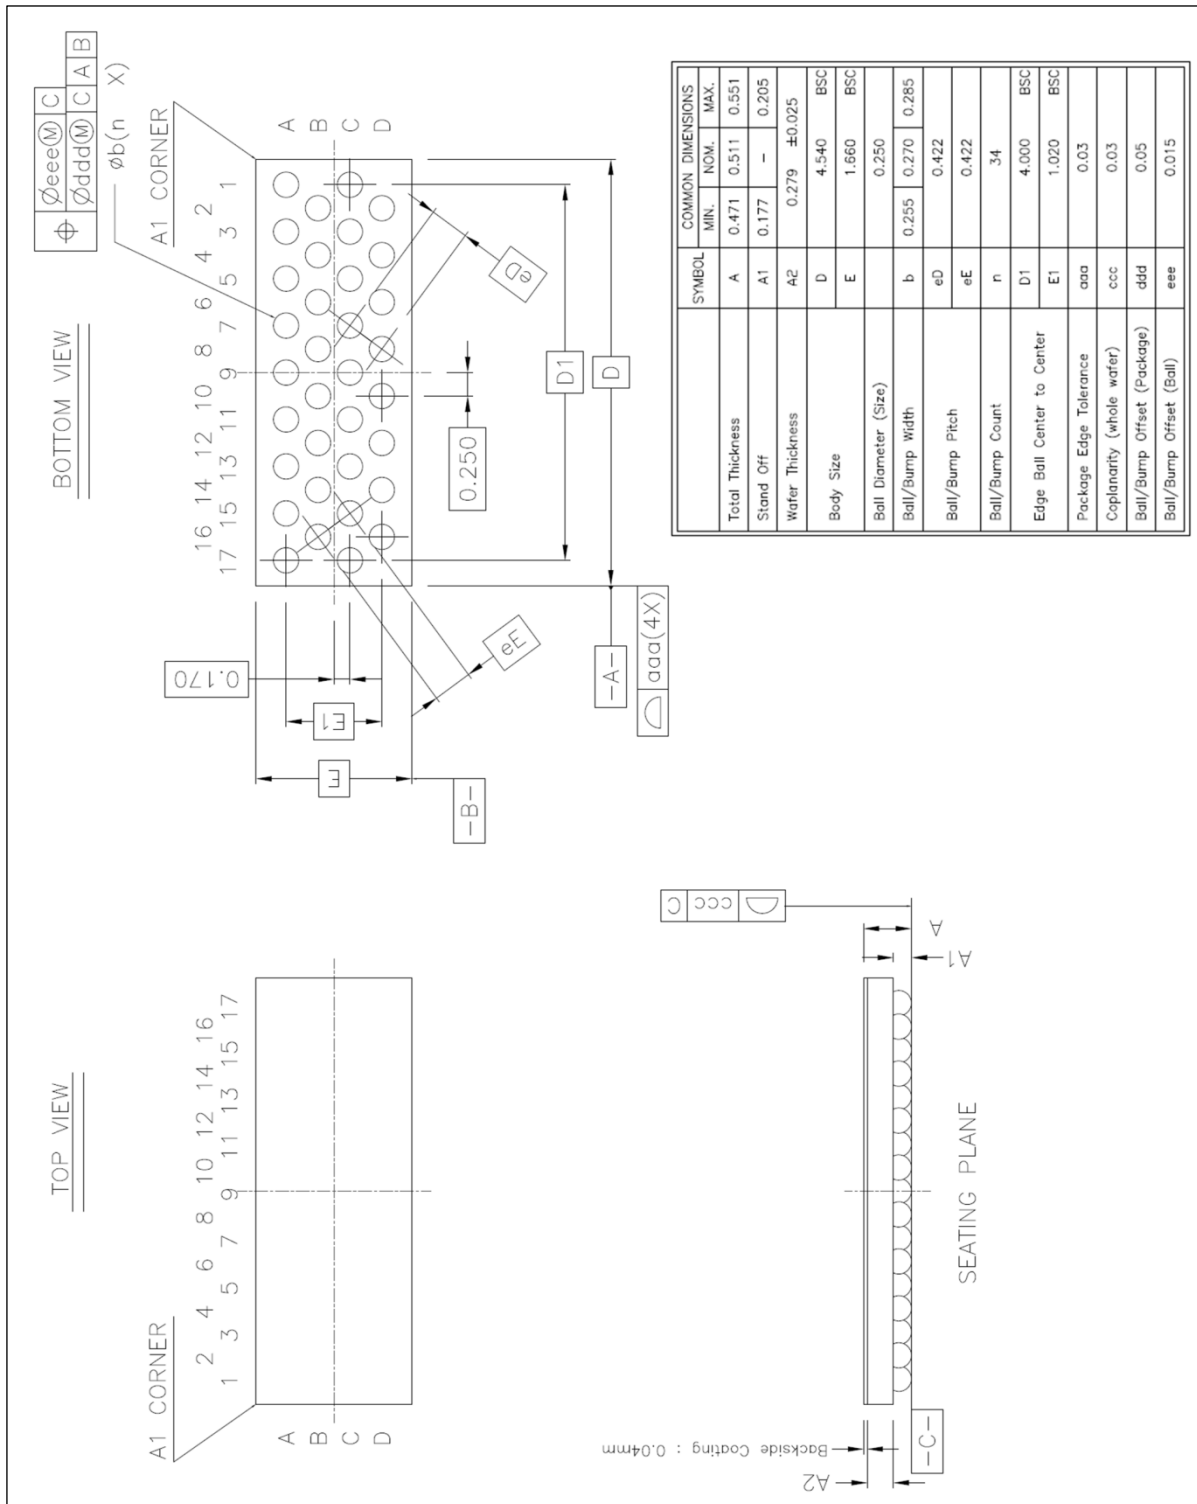 TOP VIEW
A1 CORNER
1 2 3 4 5 6 7 8 9 10 11 12 13 14 15 16 17
A
B
C
D
BOTTOM VIEW
Øeee Ⓜ C
Øddd Ⓜ C A B
øb(n X)
A1 CORNER
17 16 15 14 13 12 11 10 9 8 7 6 5 4 3 2 1
A
B
C
D
0.170
E1
E
-B-
eE
0.250
eD
D1
D
-A-
aaa(4X)
Backside Coating : 0.04mm
A2
-C-
SEATING PLANE
ccc C
A
A1
SYMBOL COMMON DIMENSIONS
MIN. NOM. MAX.
Total Thickness A 0.471 0.511 0.551
Stand Off A1 0.177 – 0.205
Wafer Thickness A2 0.279 ±0.025
Body Size D 4.540 BSC
E 1.660 BSC
Ball Diameter (Size) 0.250
Ball/Bump Width b 0.255 0.270 0.285
Ball/Bump Pitch eD 0.422
eE 0.422
Ball/Bump Count n 34
Edge Ball Center to Center D1 4.000 BSC
E1 1.020 BSC
Package Edge Tolerance aaa 0.03
Coplanarity (whole wafer) ccc 0.03
Ball/Bump Offset (Package) ddd 0.05
Ball/Bump Offset (Ball) eee 0.015